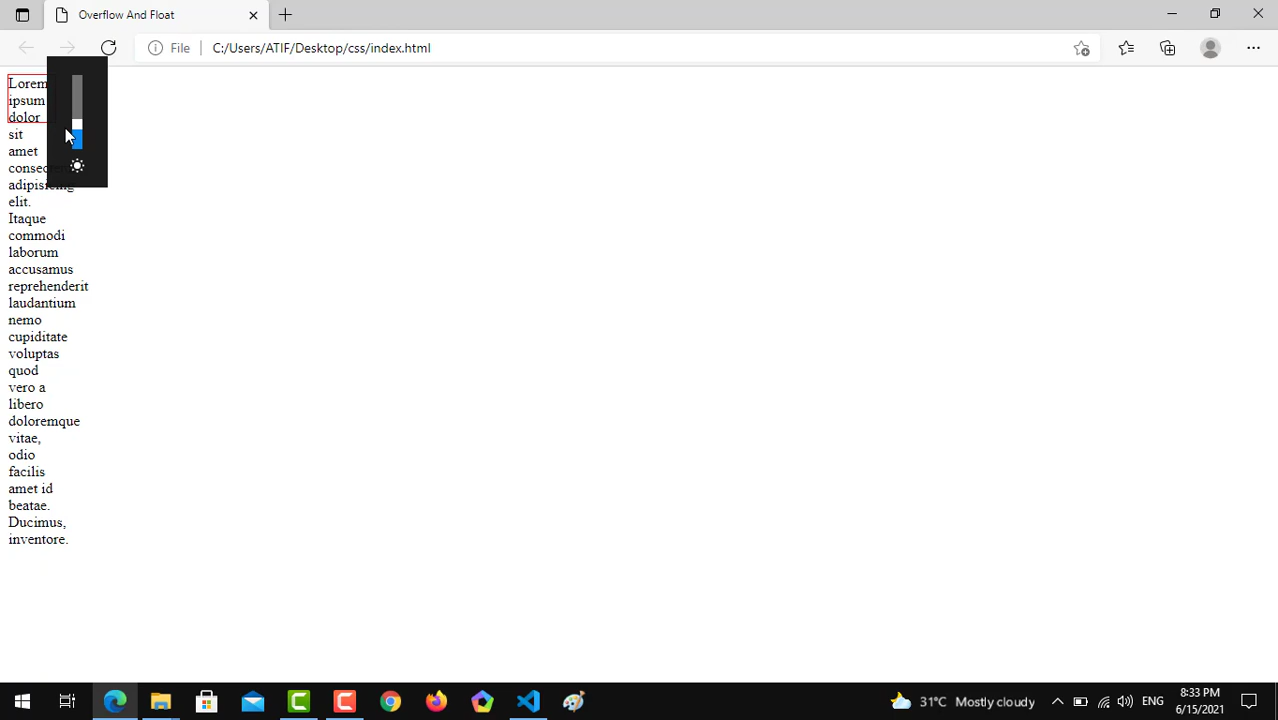 Overflow And Float
File
C:/Users/ATIF/Desktop/css/index.html
Lorem
ipsum
dolor
sit
amet
consectetur
adipisicing
elit.
Itaque
commodi
laborum
accusamus
reprehenderit
laudantium
nemo
cupiditate
voluptas
quod
vero a
libero
doloremque
vitae,
odio
facilis
amet id
beatae.
Ducimus,
inventore.
31°C Mostly cloudy
ENG
8:33 PM
6/15/2021